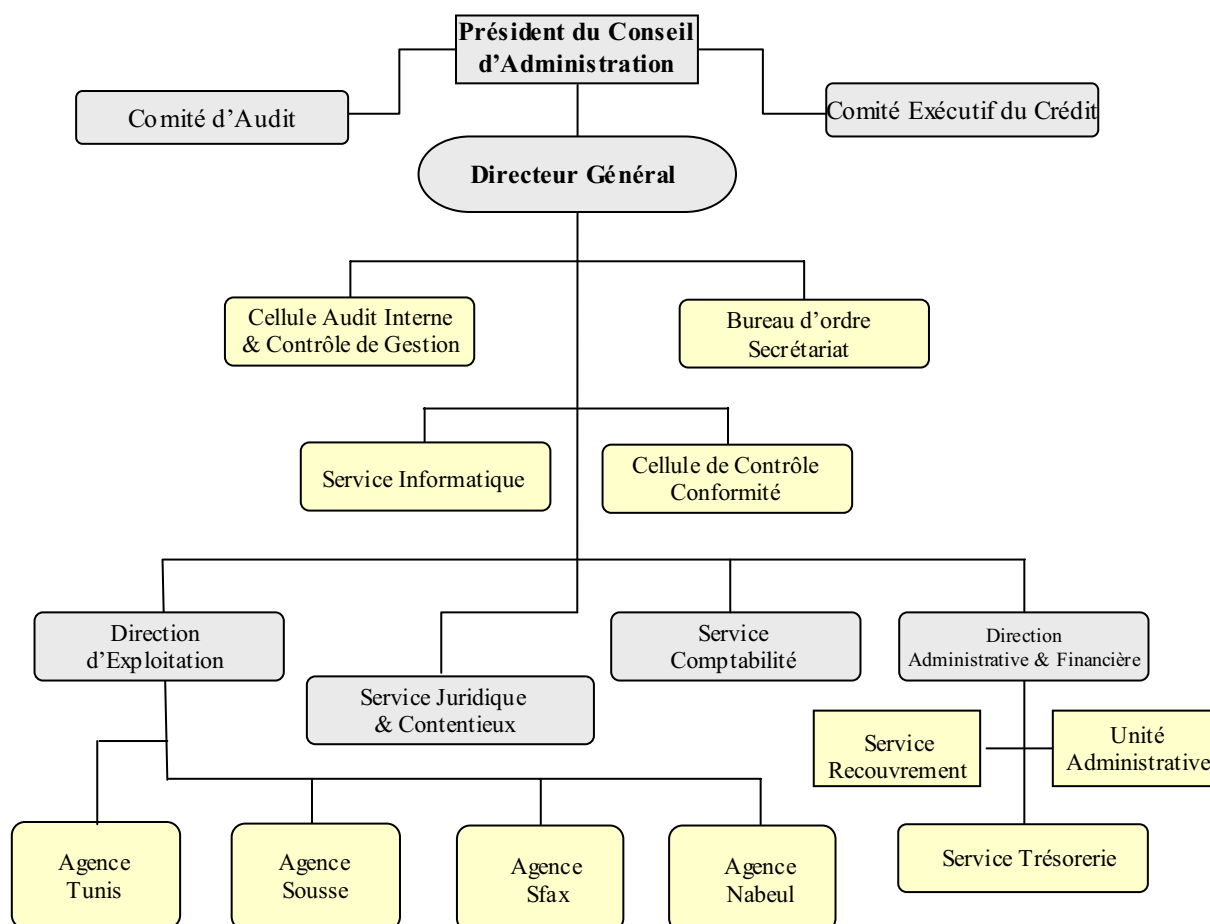 Président du Conseil
d’Administration
Comité d’Audit
Comité Exécutif du Crédit
Directeur Général
Cellule Audit Interne
& Contrôle de Gestion
Bureau d’ordre
Secrétariat
Service Informatique
Cellule de Contrôle
Conformité
Direction
d’Exploitation
Service Juridique
& Contentieux
Service
Comptabilité
Direction
Administrative & Financière
Service
Recouvrement
Unité
Administrative
Agence
Tunis
Agence
Sousse
Agence
Sfax
Agence
Nabeul
Service Trésorerie